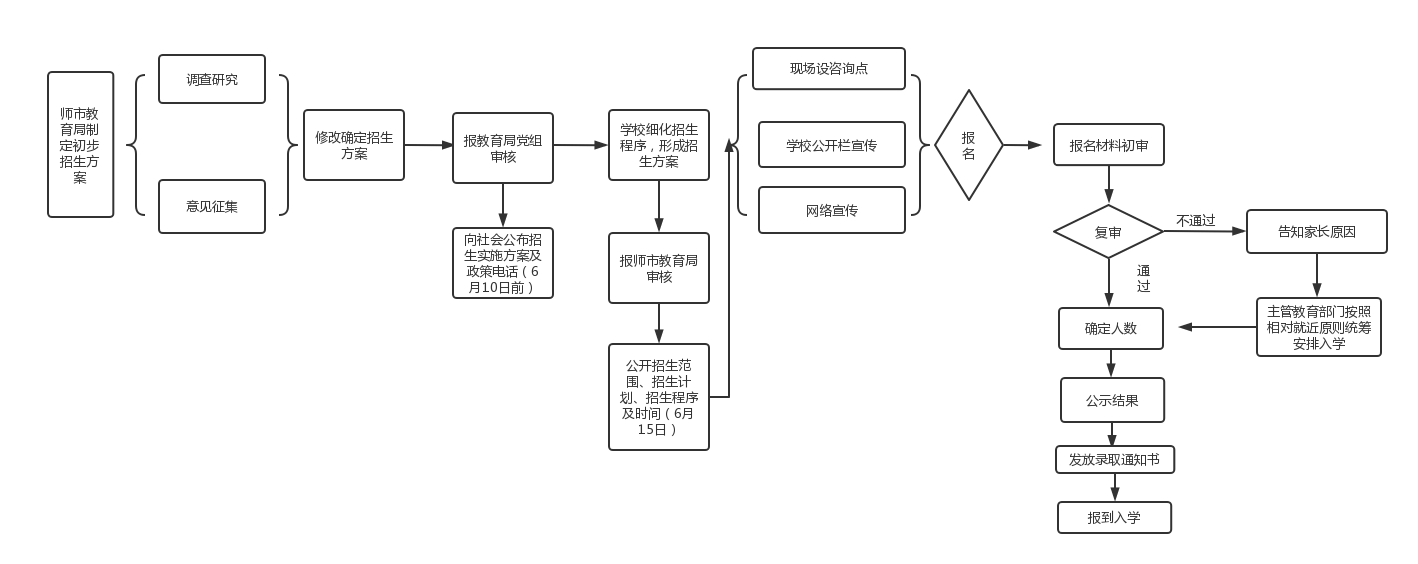 师市教
育局制
定初步
招生方
案
调查研究
意见征集
修改确定招生
方案
报教育局党组
审核
向社会公布招
生实施方案及
政策电话（6
月10日前）
学校细化招生
程序，形成招
生方案
报师市教育局
审核
公开招生范
围、招生计
划、招生程序
及时间（6月
15日）
现场设咨询点
学校公开栏宣传
网络宣传
报
名
报名材料初审
复审
不通过
告知家长原因
通
过
主管教育部门按照
相对就近原则统筹
安排入学
确定人数
公示结果
发放录取通知书
报到入学